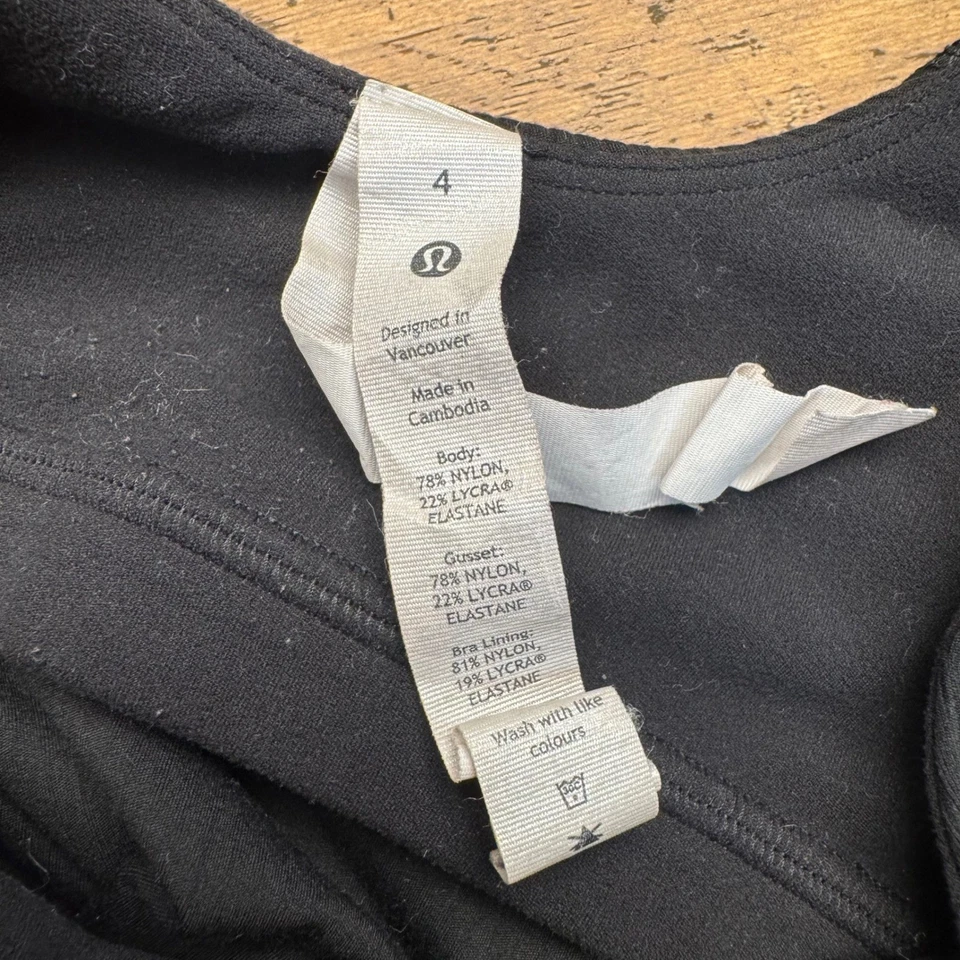 4
Designed in
Vancouver
Made in
Cambodia
Body:
78% NYLON,
22% LYCRA®
ELASTANE
Gusset:
78% NYLON,
22% LYCRA®
ELASTANE
Bra Lining:
81% NYLON,
19% LYCRA®
ELASTANE
Wash with like
colours